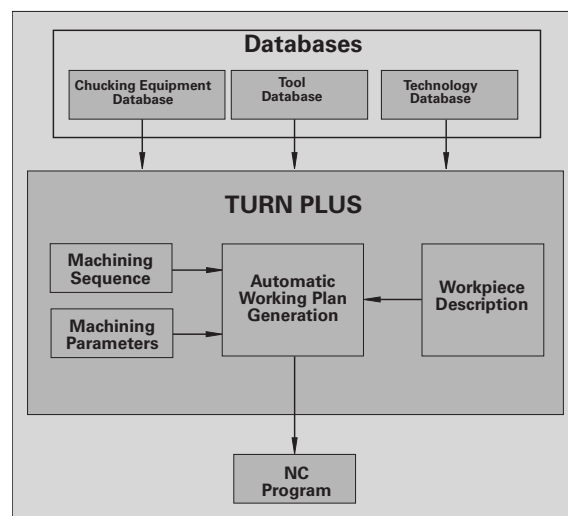 Databases
Chucking Equipment
Database
Tool
Database
Technology
Database
TURN PLUS
Machining
Sequence
Automatic
Working Plan
Generation
Workpiece
Description
Machining
Parameters
NC
Program